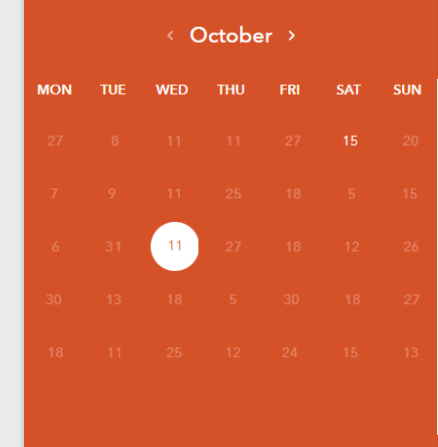 ‹ October ›
MON TUE WED THU FRI SAT SUN
27 8 11 11 27 15 20
7 9 11 25 18 5 15
6 31 11 27 18 12 26
30 13 18 5 30 18 27
18 11 25 12 24 15 13